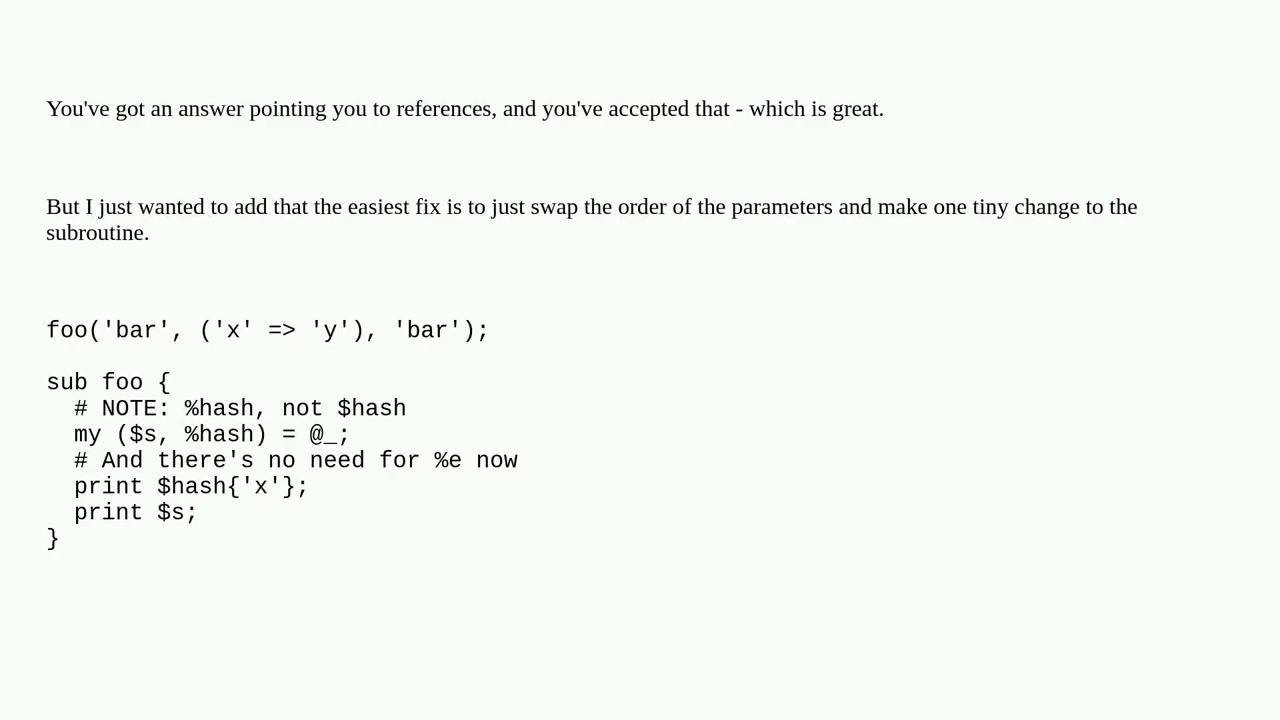 You've got an answer pointing you to references, and you've accepted that - which is great.
But I just wanted to add that the easiest fix is to just swap the order of the parameters and make one tiny change to the
subroutine.
foo('bar', ('x' => 'y'), 'bar');
sub foo {
  # NOTE: %hash, not $hash
  my ($s, %hash) = @_;
  # And there's no need for %e now
  print $hash{'x'};
  print $s;
}